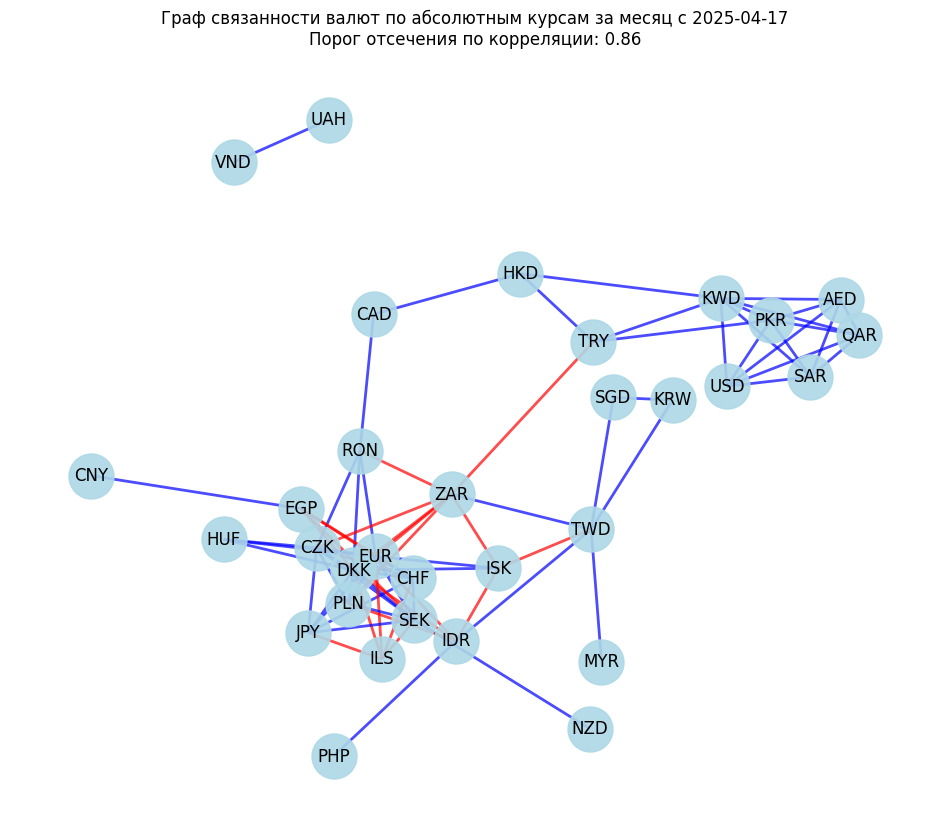 Граф связанности валют по абсолютным курсам за месяц с 2025-04-17
Порог отсечения по корреляции: 0.86
UAH
VND
HKD
KWD
AED
CAD
PKR
QAR
TRY
SAR
USD
SGD
KRW
RON
CNY
ZAR
EGP
TWD
HUF
CZK
EUR
ISK
DKK
CHF
PLN
SEK
JPY
IDR
ILS
MYR
NZD
PHP